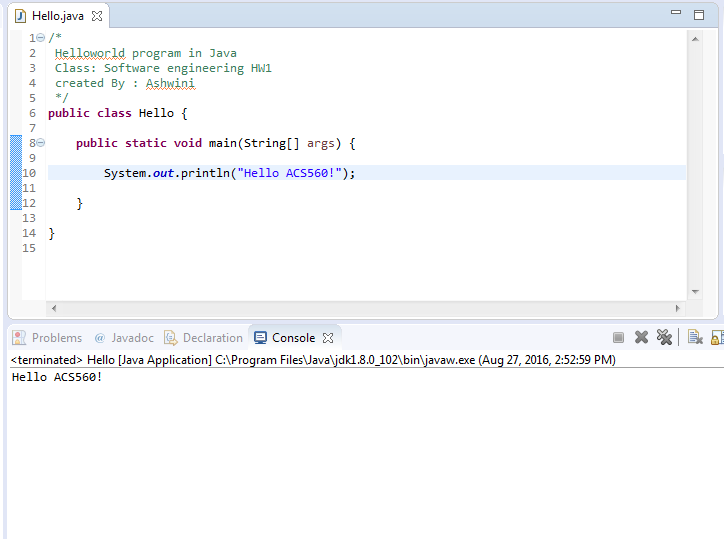 Hello.java
1 /*
2 Helloworld program in Java
3 Class: Software engineering HW1
4 created By : Ashwini
5 */
6 public class Hello {
7
8 public static void main(String[] args) {
9
10 System.out.println("Hello ACS560!");
11
12 }
13
14 }
15
Problems @ Javadoc Declaration Console
<terminated> Hello [Java Application] C:\Program Files\Java\jdk1.8.0_102\bin\javaw.exe (Aug 27, 2016, 2:52:59 PM)
Hello ACS560!